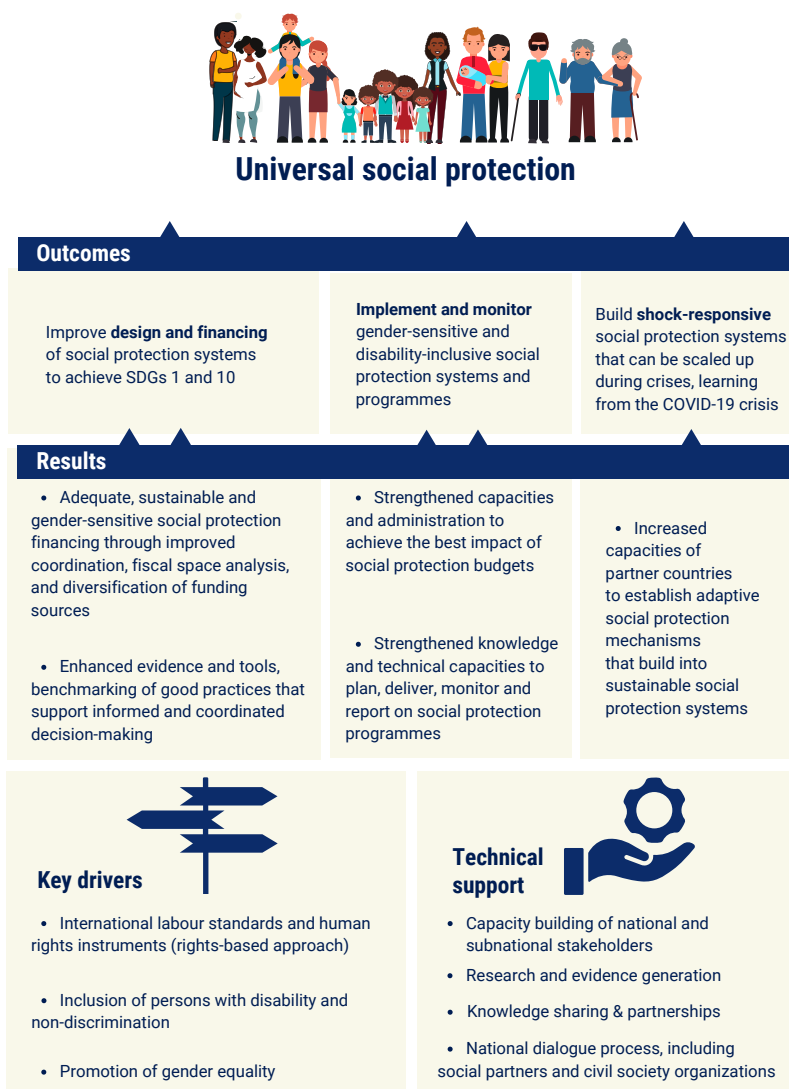 Universal social protection
Outcomes
Improve design and financing
of social protection systems
to achieve SDGs 1 and 10
Implement and monitor
gender-sensitive and
disability-inclusive social
protection systems and
programmes
Build shock-responsive
social protection systems
that can be scaled up
during crises, learning
from the COVID-19 crisis
Results
• Adequate, sustainable and
gender-sensitive social protection
financing through improved
coordination, fiscal space analysis,
and diversification of funding
sources
• Enhanced evidence and tools,
benchmarking of good practices that
support informed and coordinated
decision-making
• Strengthened capacities
and administration to
achieve the best impact of
social protection budgets
• Strengthened knowledge
and technical capacities to
plan, deliver, monitor and
report on social protection
programmes
• Increased
capacities of
partner countries
to establish adaptive
social protection
mechanisms
that build into
sustainable social
protection systems
Key drivers
• International labour standards and human
rights instruments (rights-based approach)
• Inclusion of persons with disability and
non-discrimination
• Promotion of gender equality
Technical
support
• Capacity building of national and
subnational stakeholders
• Research and evidence generation
• Knowledge sharing & partnerships
• National dialogue process, including
social partners and civil society organizations